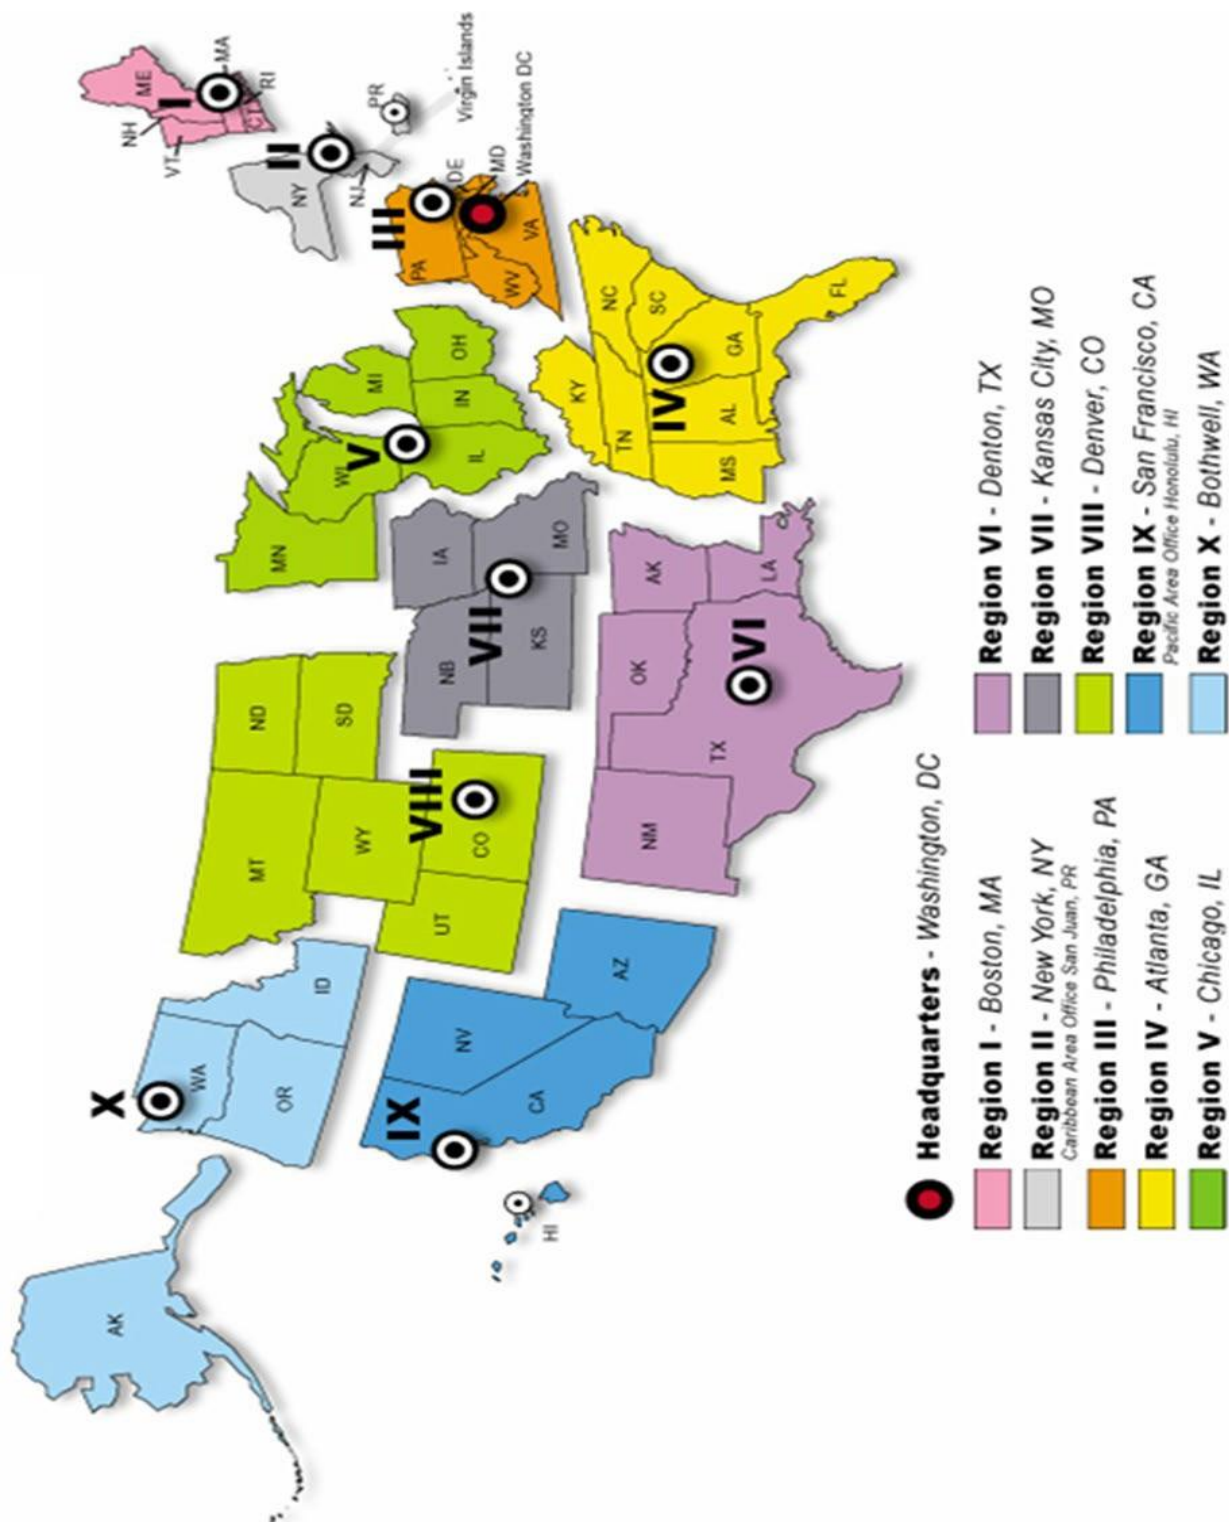 AK
X
WA
OR
ID
IX
NV
CA
AZ
HI
MT
ND
SD
WY
VIII
CO
UT
MN
WI
V
MI
IL
IN
OH
IA
NB
VII
MO
KS
NM
OK
AK
TX
VI
LA
KY
TN
IV
NC
SC
MS
AL
GA
FL
III
PA
WV
VA
DE
MD
Washington DC
II
NY
NJ
PR
Virgin Islands
I
ME
NH
VT
MA
RI
CT
Headquarters - Washington, DC
Region I - Boston, MA
Region II - New York, NY
Caribbean Area Office San Juan, PR
Region III - Philadelphia, PA
Region IV - Atlanta, GA
Region V - Chicago, IL
Region VI - Denton, TX
Region VII - Kansas City, MO
Region VIII - Denver, CO
Region IX - San Francisco, CA
Pacific Area Office Honolulu, HI
Region X - Bothwell, WA